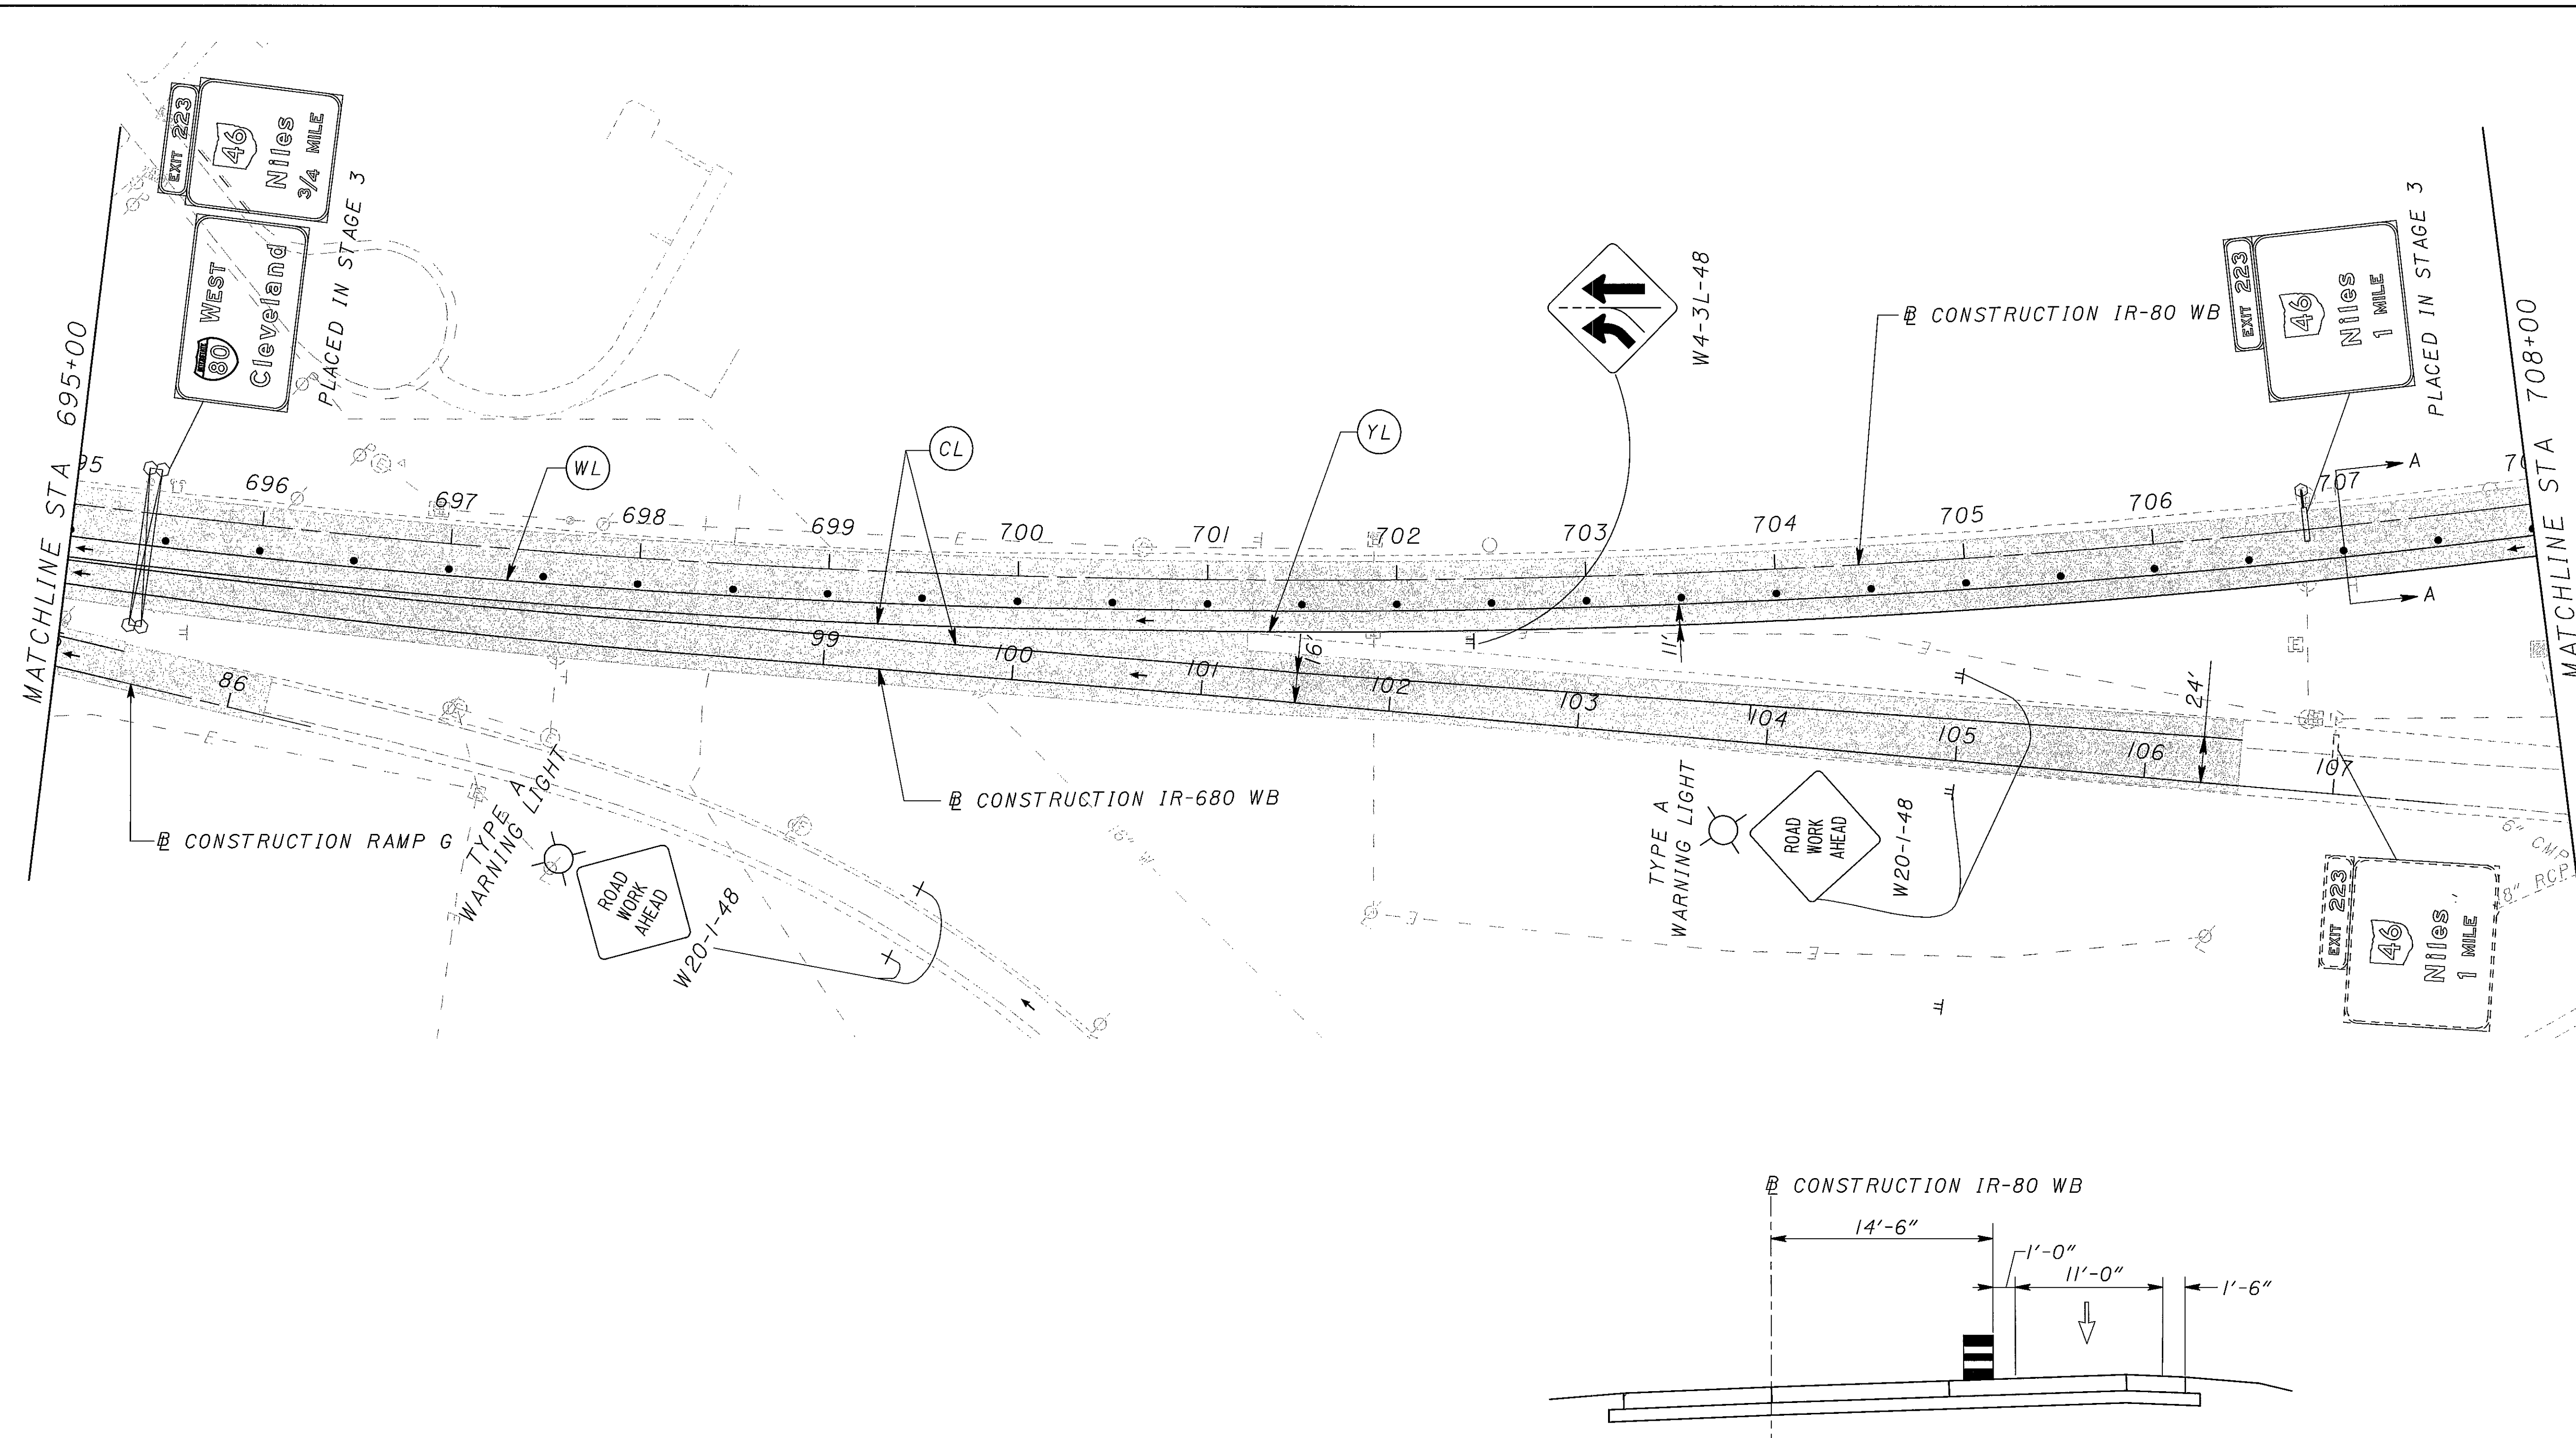 EXIT 223
46
Niles
3/4 MILE
80 WEST
Cleveland
PLACED IN STAGE 3
MATCHLINE STA 695+00
W4-3L-48
℄ CONSTRUCTION IR-80 WB
EXIT 223
46
Niles
1 MILE
PLACED IN STAGE 3
MATCHLINE STA 708+00
WL
CL
YL
95
696
697
698
699
700
701
702
703
704
705
706
707
70
A
A
E
E
E
E
86
99
100
101
102
103
104
105
106
107
16'
11'
24'
℄ CONSTRUCTION RAMP G
℄ CONSTRUCTION IR-680 WB
TYPE A
WARNING LIGHT
ROAD
WORK
AHEAD
W20-1-48
TYPE A
WARNING LIGHT
ROAD
WORK
AHEAD
W20-1-48
6" CMP
8" RCP
EXIT 223
46
Niles
1 MILE
℄ CONSTRUCTION IR-80 WB
14'-6"
1'-0"
11'-0"
1'-6"